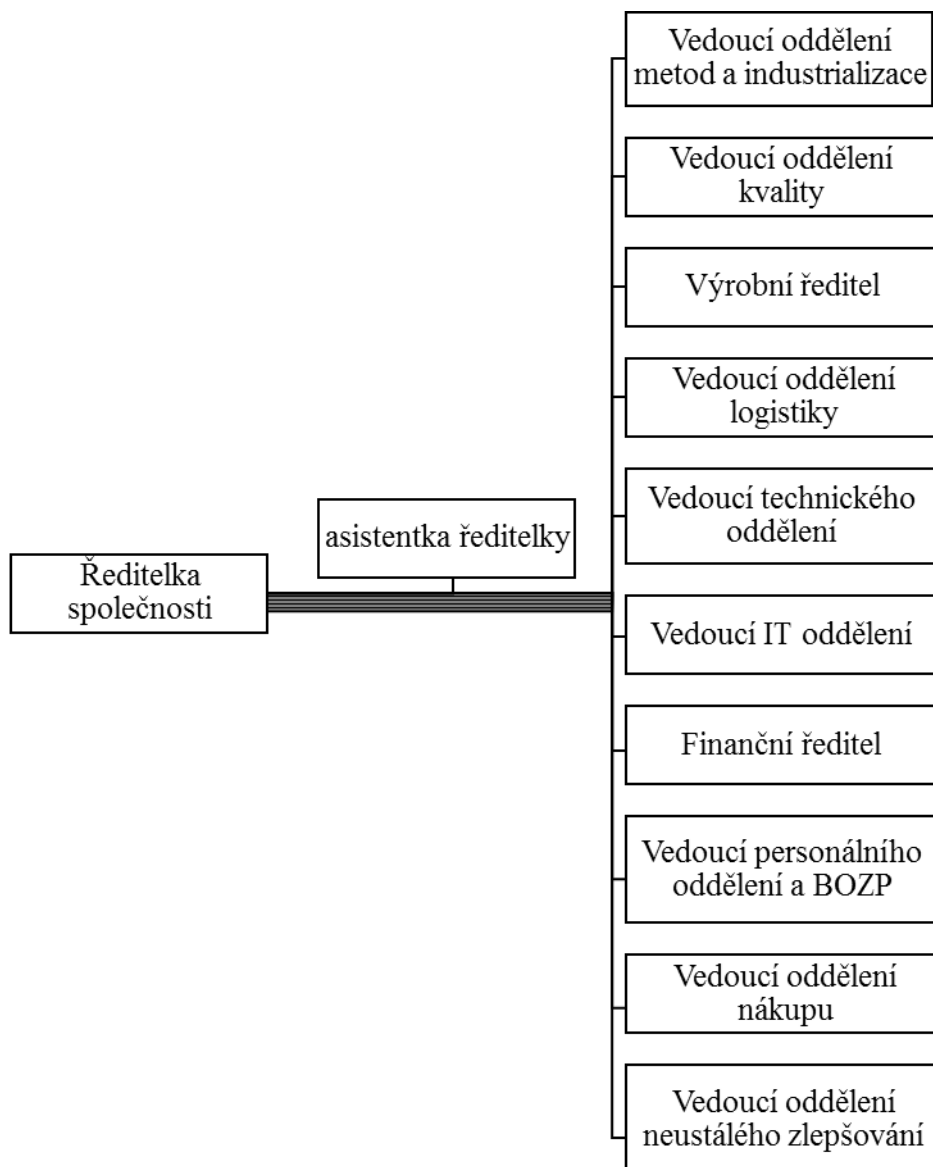 Vedoucí oddělení
metod a industrializace
Vedoucí oddělení
kvality
Výrobní ředitel
Vedoucí oddělení
logistiky
Vedoucí technického
oddělení
asistentka ředitelky
Ředitelka
společnosti
Vedoucí IT oddělení
Finanční ředitel
Vedoucí personálního
oddělení a BOZP
Vedoucí oddělení
nákupu
Vedoucí oddělení
neustálého zlepšování